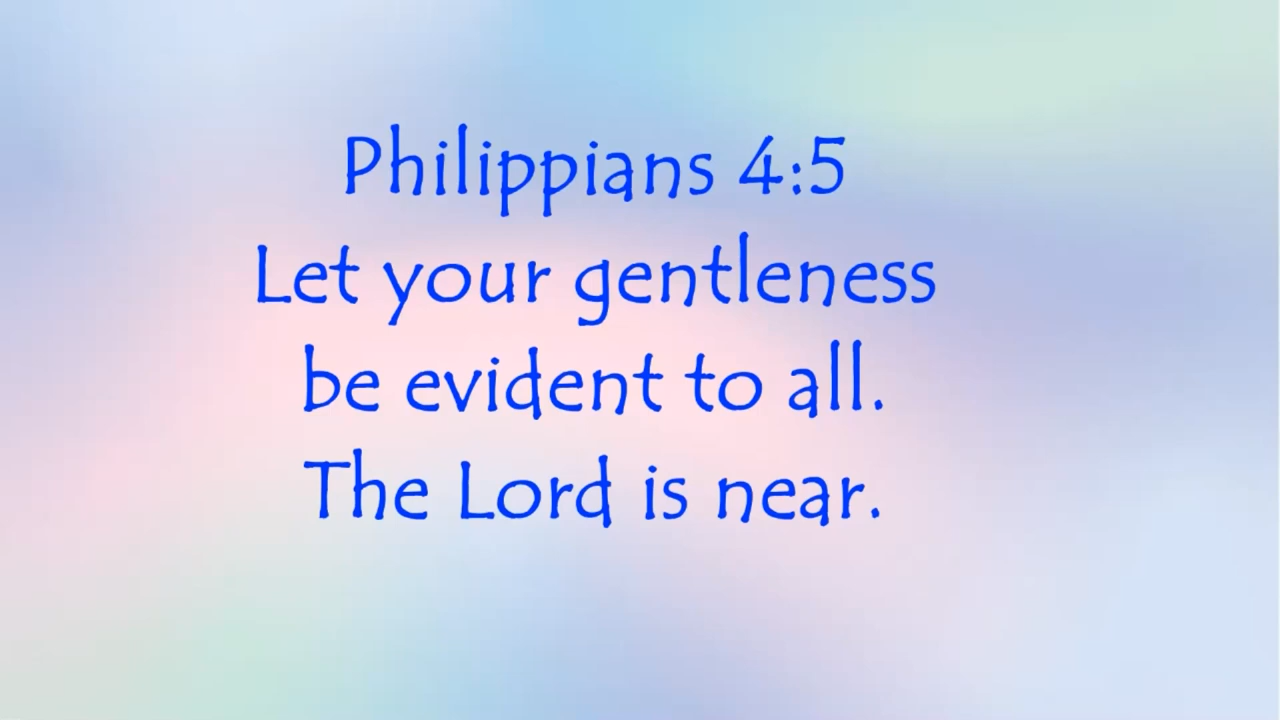 Philippians 4:5
Let your gentleness
be evident to all.
The Lord is near.